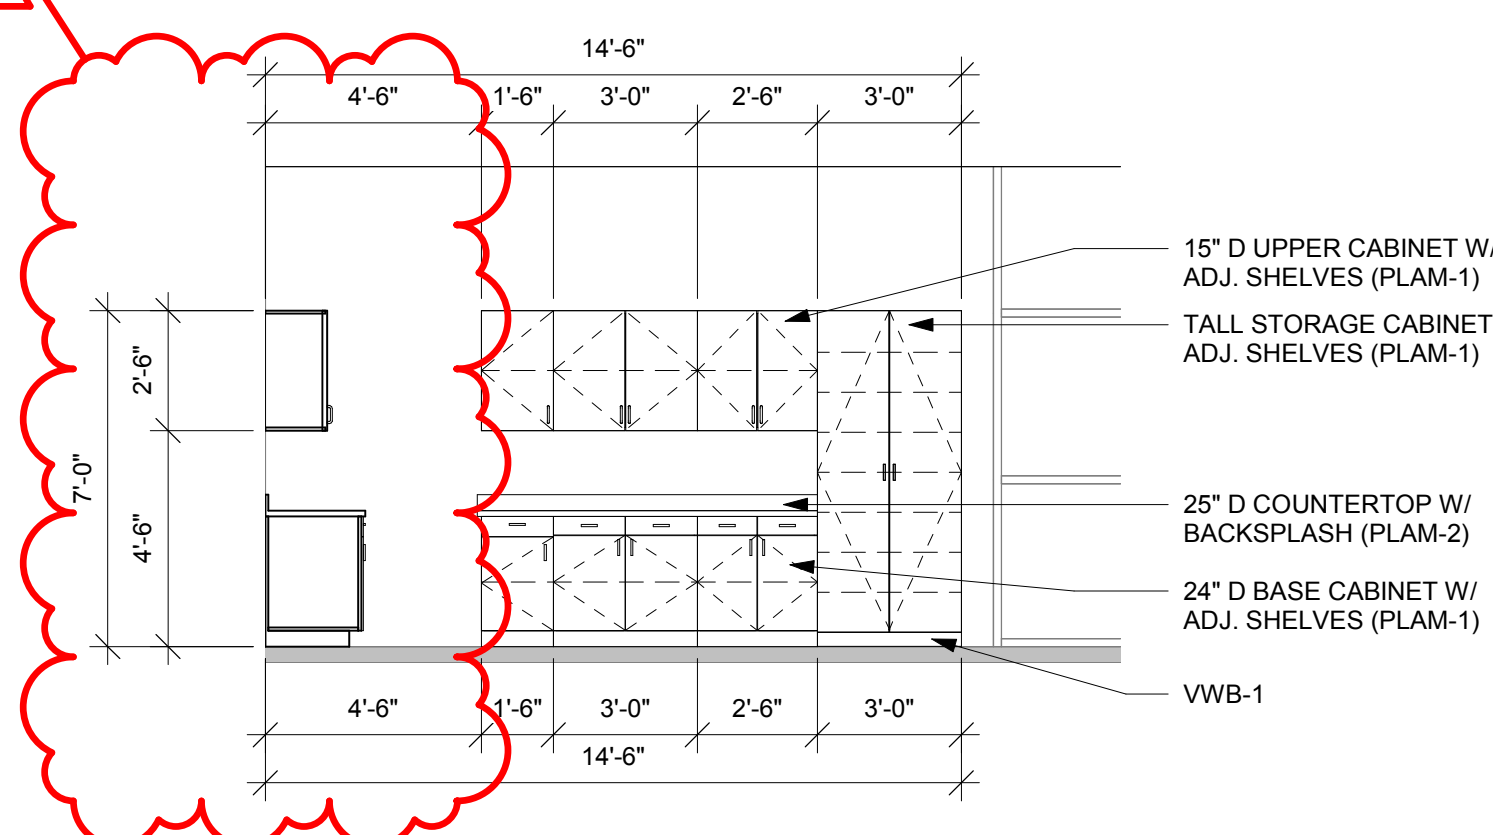 14'-6"
4'-6" 1'-6" 3'-0" 2'-6" 3'-0"
15" D UPPER CABINET W/
ADJ. SHELVES (PLAM-1)
TALL STORAGE CABINET
ADJ. SHELVES (PLAM-1)
2'-6"
7'-0"
4'-6"
25" D COUNTERTOP W/
BACKSPLASH (PLAM-2)
24" D BASE CABINET W/
ADJ. SHELVES (PLAM-1)
VWB-1
4'-6" 1'-6" 3'-0" 2'-6" 3'-0"
14'-6"